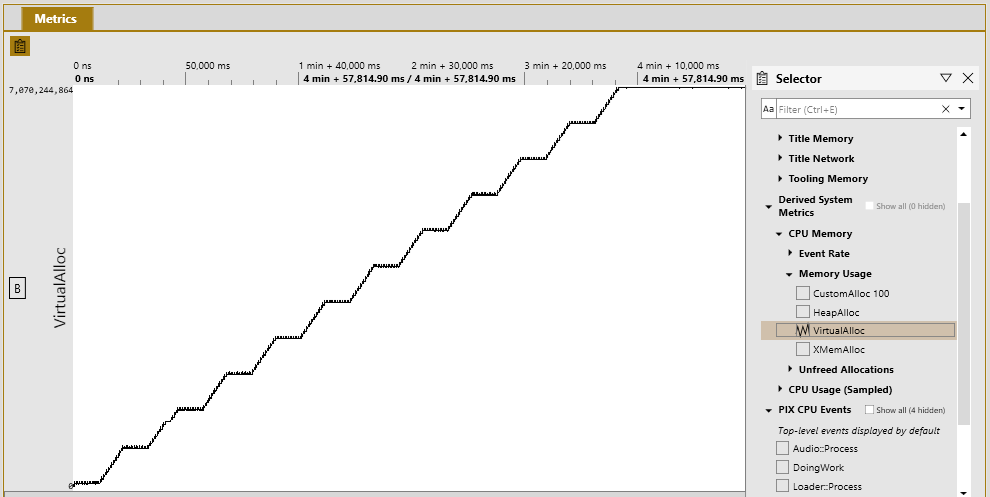 Metrics
0 ns 50,000 ms 1 min + 40,000 ms 2 min + 30,000 ms 3 min + 20,000 ms 4 min + 10,000 ms
0 ns 4 min + 57,814.90 ms / 4 min + 57,814.90 ms 4 min + 57,814.90 ms
7,070,244,864
B
VirtualAlloc
0
Selector
Aa Filter (Ctrl+E)
Title Memory
Title Network
Tooling Memory
Derived System
Metrics
Show all (0 hidden)
CPU Memory
Event Rate
Memory Usage
CustomAlloc 100
HeapAlloc
VirtualAlloc
XMemAlloc
Unfreed Allocations
CPU Usage (Sampled)
PIX CPU Events Show all (4 hidden)
Top-level events displayed by default
Audio::Process
DoingWork
Loader::Process